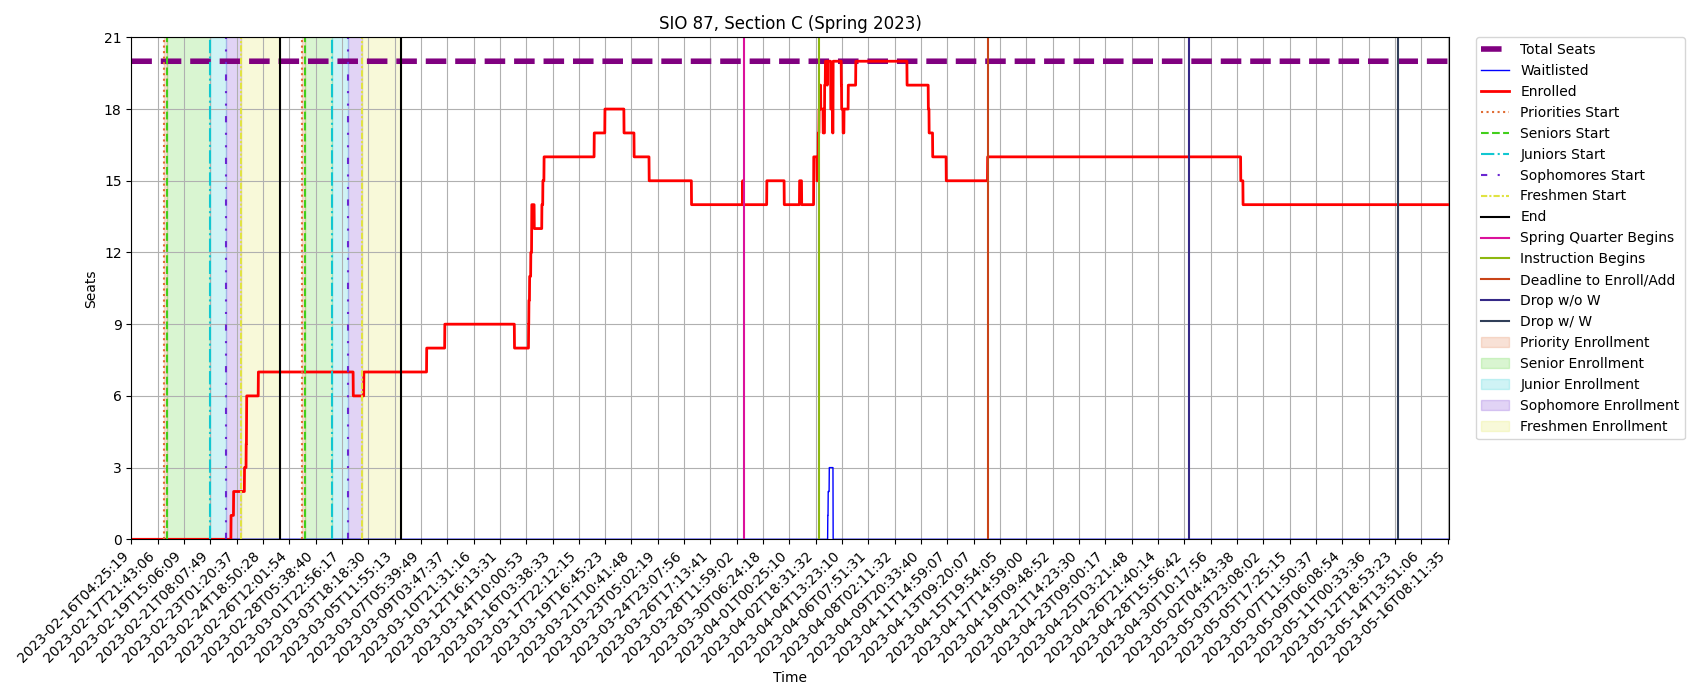 SIO 87, Section C (Spring 2023)
21
18
15
12
9
6
3
0
Seats
2023-02-16T04:25:19
2023-02-17T21:43:06
2023-02-19T15:06:09
2023-02-21T08:07:49
2023-02-23T01:20:37
2023-02-24T18:50:28
2023-02-26T12:01:54
2023-02-28T05:38:40
2023-03-01T22:56:17
2023-03-03T18:18:30
2023-03-05T11:55:13
2023-03-07T05:39:49
2023-03-09T03:47:37
2023-03-10T21:31:16
2023-03-12T16:13:31
2023-03-14T10:00:53
2023-03-16T03:38:33
2023-03-17T22:12:15
2023-03-19T16:45:23
2023-03-21T10:41:48
2023-03-23T05:02:19
2023-03-24T23:07:56
2023-03-26T17:13:41
2023-03-28T11:59:02
2023-03-30T06:24:18
2023-04-01T00:25:10
2023-04-02T18:31:32
2023-04-04T13:23:10
2023-04-06T07:51:31
2023-04-08T02:11:32
2023-04-09T20:33:40
2023-04-11T14:59:07
2023-04-13T09:20:07
2023-04-15T19:54:05
2023-04-17T14:59:00
2023-04-19T09:48:52
2023-04-21T14:23:30
2023-04-23T09:00:17
2023-04-25T03:21:48
2023-04-26T21:40:14
2023-04-28T15:56:42
2023-04-30T10:17:56
2023-05-02T04:43:38
2023-05-03T23:08:02
2023-05-05T17:25:15
2023-05-07T11:50:37
2023-05-09T06:08:54
2023-05-11T00:33:36
2023-05-12T18:53:23
2023-05-14T13:51:06
2023-05-16T08:11:35
Time
Total Seats
Waitlisted
Enrolled
Priorities Start
Seniors Start
Juniors Start
Sophomores Start
Freshmen Start
End
Spring Quarter Begins
Instruction Begins
Deadline to Enroll/Add
Drop w/o W
Drop w/ W
Priority Enrollment
Senior Enrollment
Junior Enrollment
Sophomore Enrollment
Freshmen Enrollment